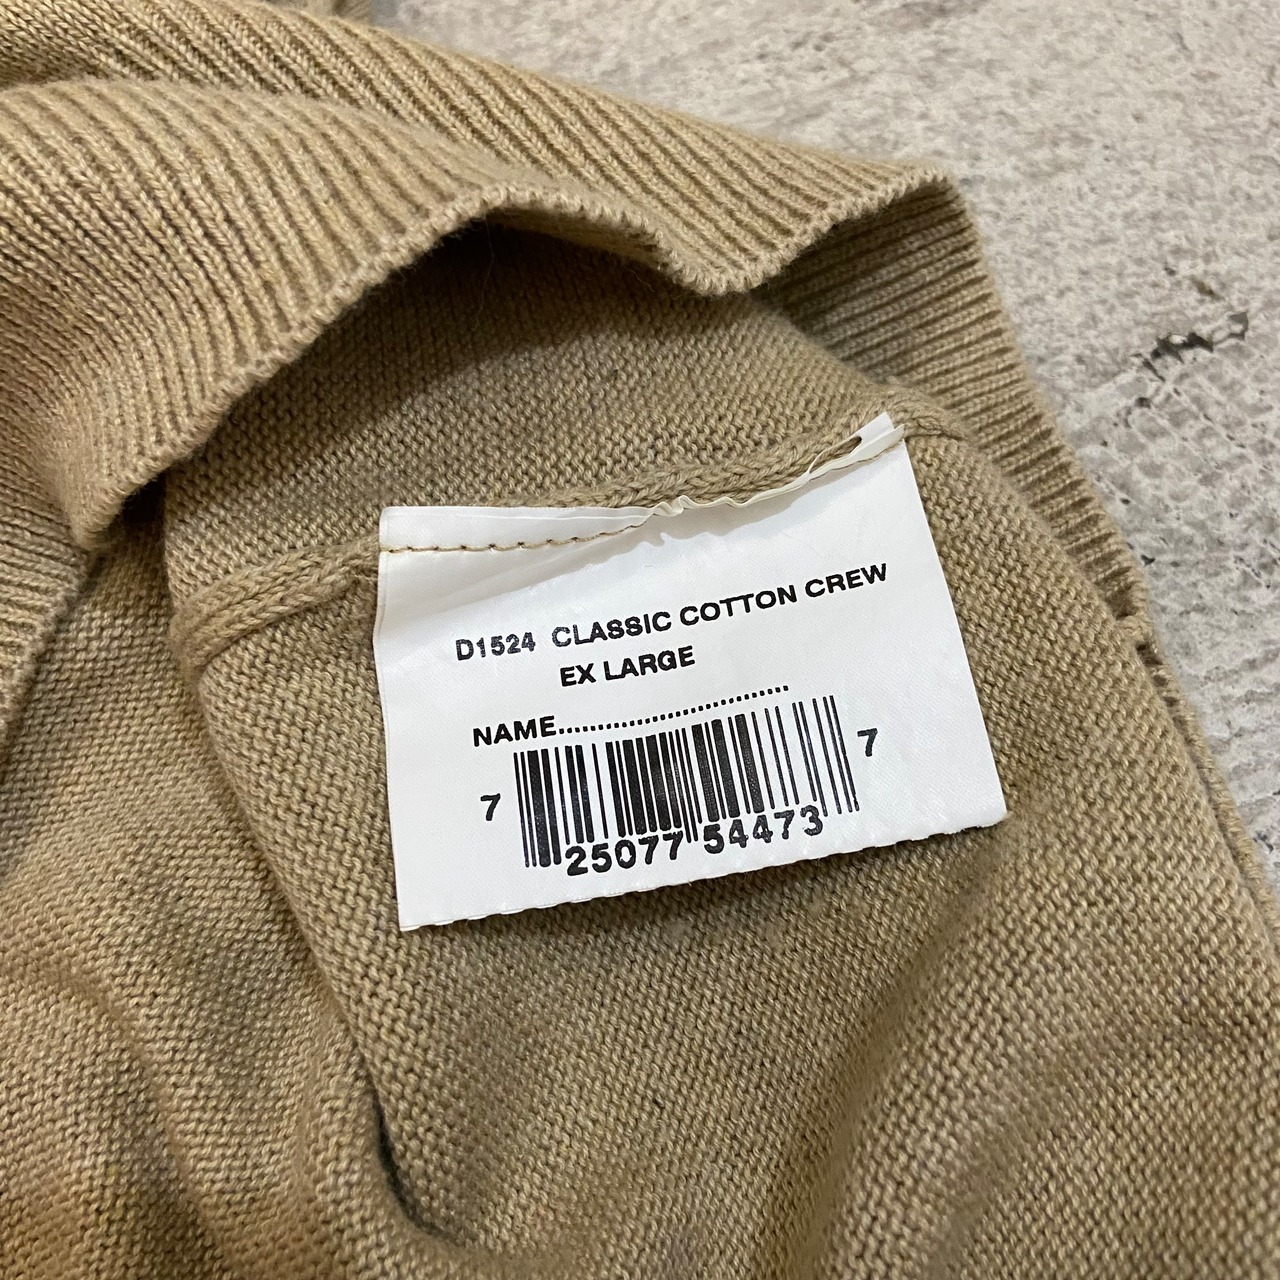 D1524 CLASSIC COTTON CREW
EX LARGE
NAME..............................
7 25077 54473 7